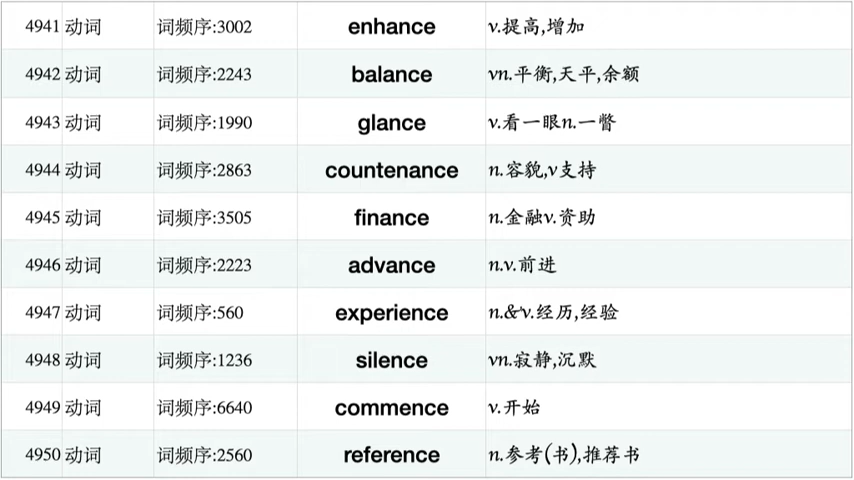 4941 动词 词频序:3002 enhance v.提高,增加
4942 动词 词频序:2243 balance vn.平衡,天平,余额
4943 动词 词频序:1990 glance v.看一眼n.一瞥
4944 动词 词频序:2863 countenance n.容貌,v支持
4945 动词 词频序:3505 finance n.金融v.资助
4946 动词 词频序:2223 advance n.v.前进
4947 动词 词频序:560 experience n.&v.经历,经验
4948 动词 词频序:1236 silence vn.寂静,沉默
4949 动词 词频序:6640 commence v.开始
4950 动词 词频序:2560 reference n.参考(书),推荐书